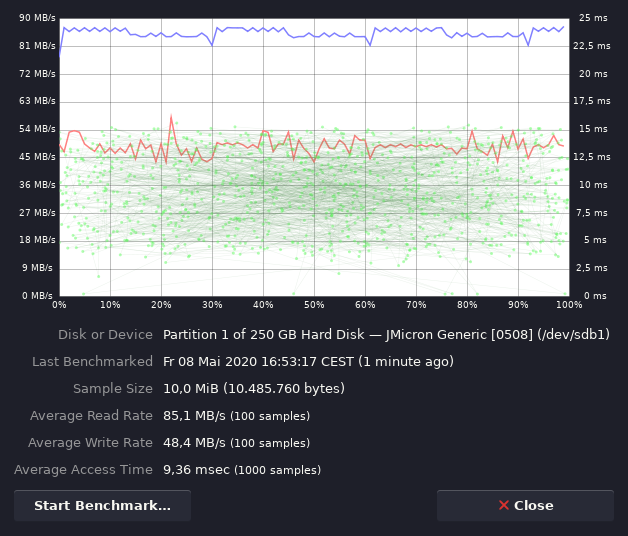 90 MB/s 25 ms
81 MB/s 22,5 ms
72 MB/s 20 ms
63 MB/s 17,5 ms
54 MB/s 15 ms
45 MB/s 12,5 ms
36 MB/s 10 ms
27 MB/s 7,5 ms
18 MB/s 5 ms
9 MB/s 2,5 ms
0 MB/s 0 ms
0% 10% 20% 30% 40% 50% 60% 70% 80% 90% 100%
Disk or Device Partition 1 of 250 GB Hard Disk — JMicron Generic [0508] (/dev/sdb1)
Last Benchmarked Fr 08 Mai 2020 16:53:17 CEST (1 minute ago)
Sample Size 10,0 MiB (10.485.760 bytes)
Average Read Rate 85,1 MB/s (100 samples)
Average Write Rate 48,4 MB/s (100 samples)
Average Access Time 9,36 msec (1000 samples)
Start Benchmark... Close